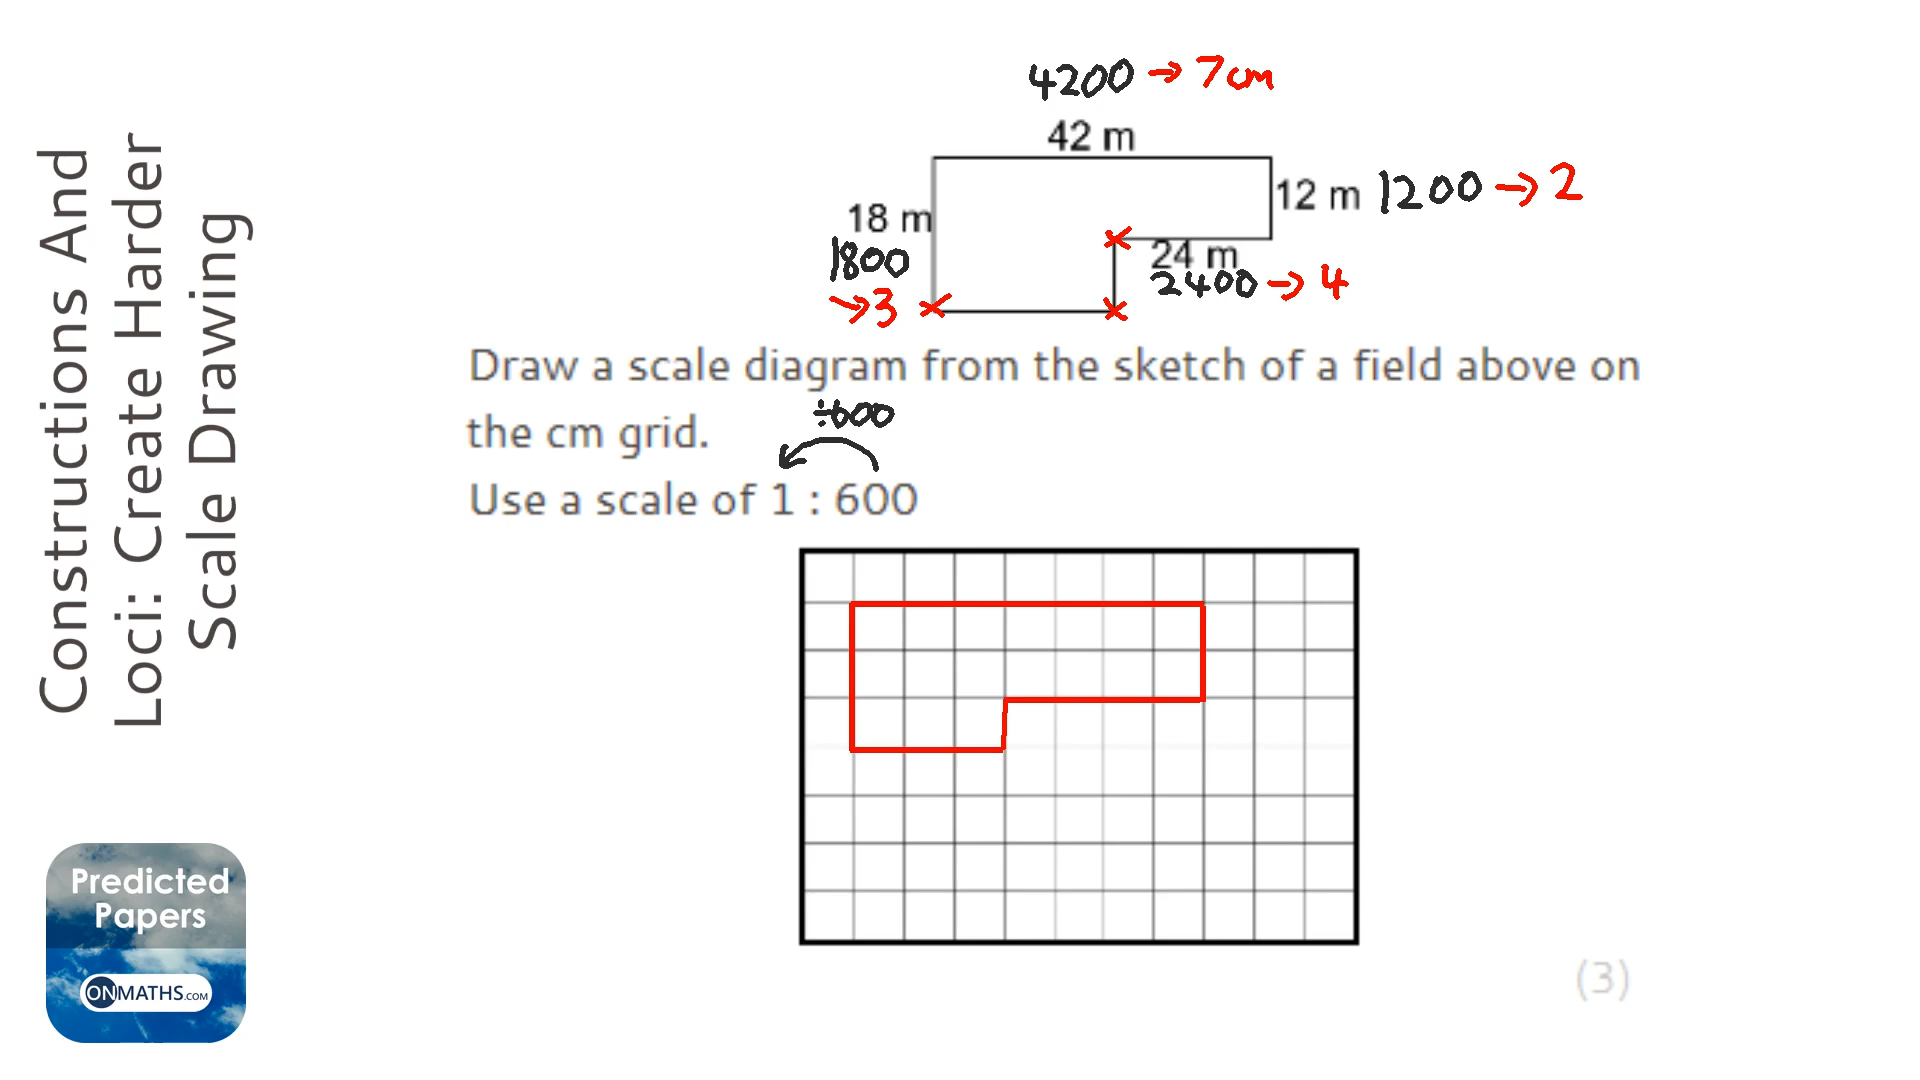 Constructions And
Loci: Create Harder
Scale Drawing
4200 → 7cm
42 m
18 m
12 m 1200 → 2
1800
→3
24 m
2400 → 4
Draw a scale diagram from the sketch of a field above on
the cm grid.
÷600
Use a scale of 1 : 600
(3)
Predicted
Papers
ONMATHS.COM